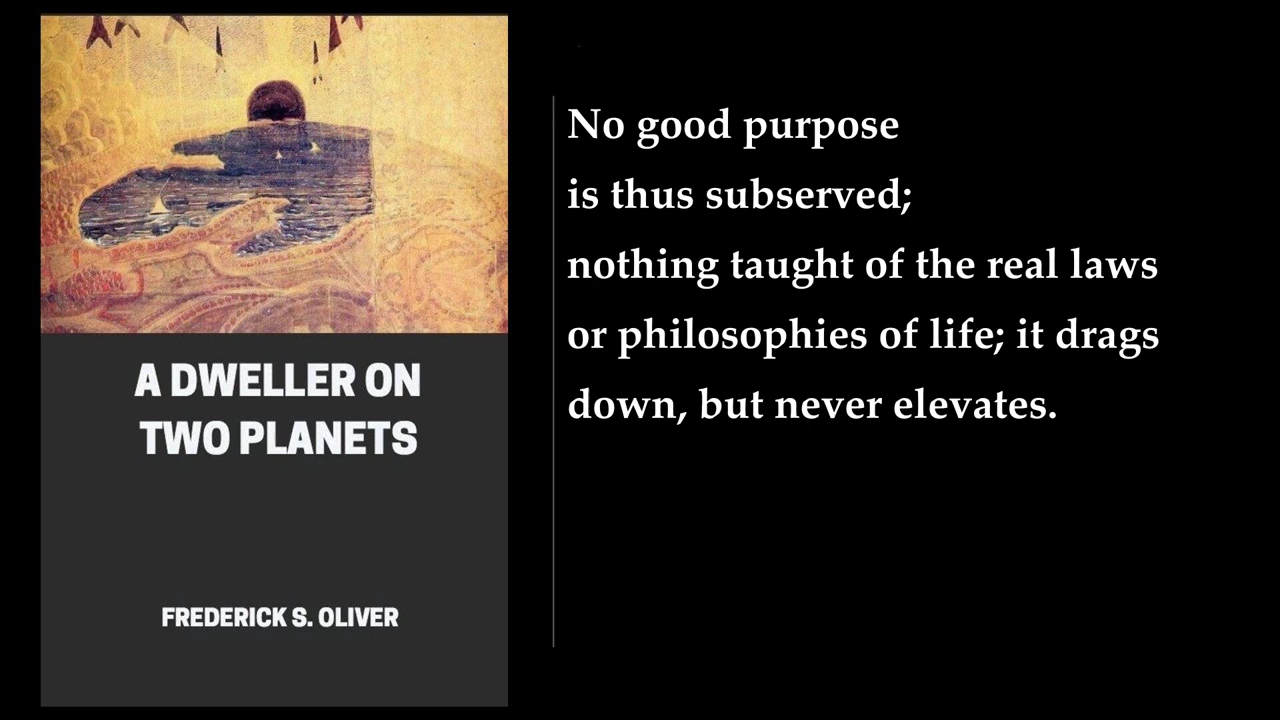 A DWELLER ON
TWO PLANETS
FREDERICK S. OLIVER
No good purpose
is thus subserved;
nothing taught of the real laws
or philosophies of life; it drags
down, but never elevates.